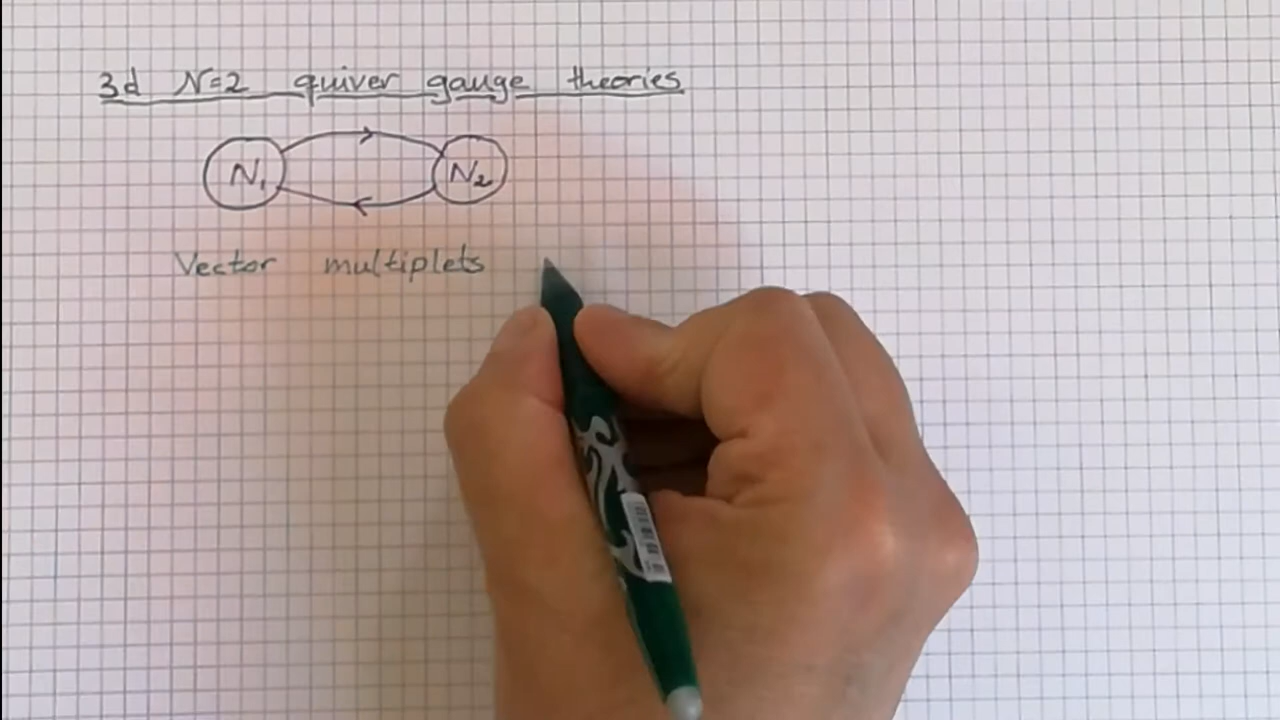 3d N=2 quiver gauge theories
N₁ N₂
Vector multiplets